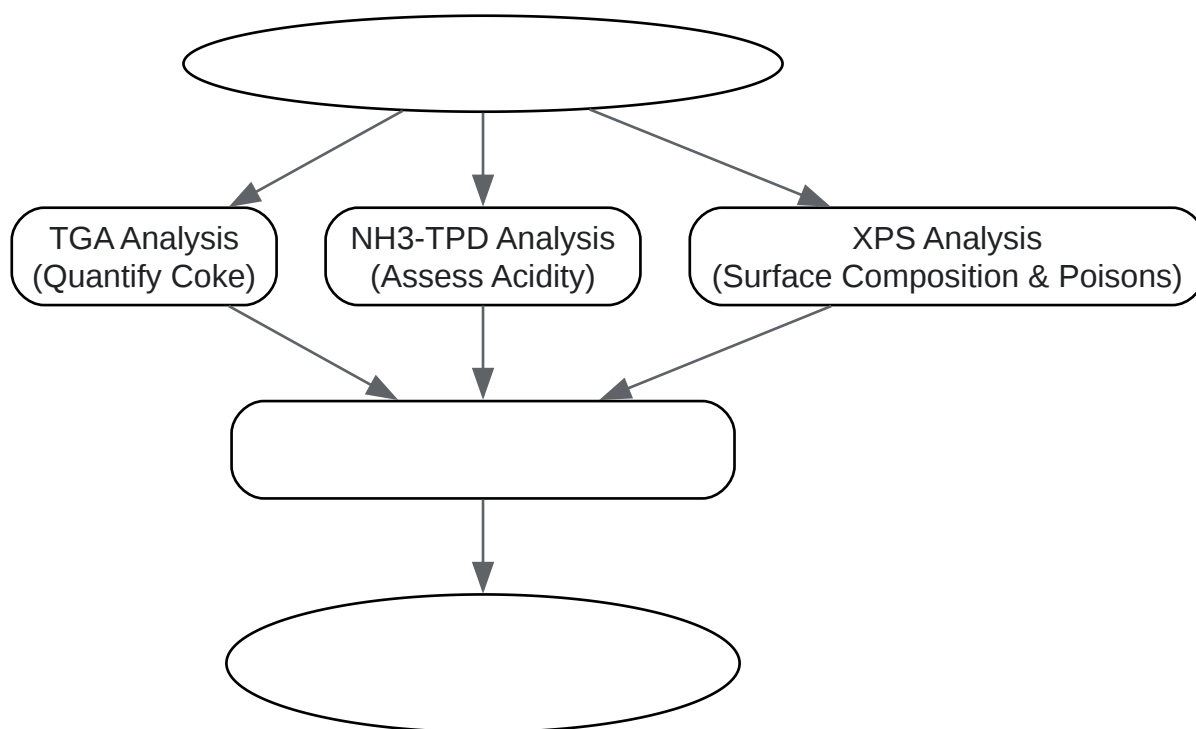 TGA Analysis
(Quantify Coke)
NH3-TPD Analysis
(Assess Acidity)
XPS Analysis
(Surface Composition & Poisons)